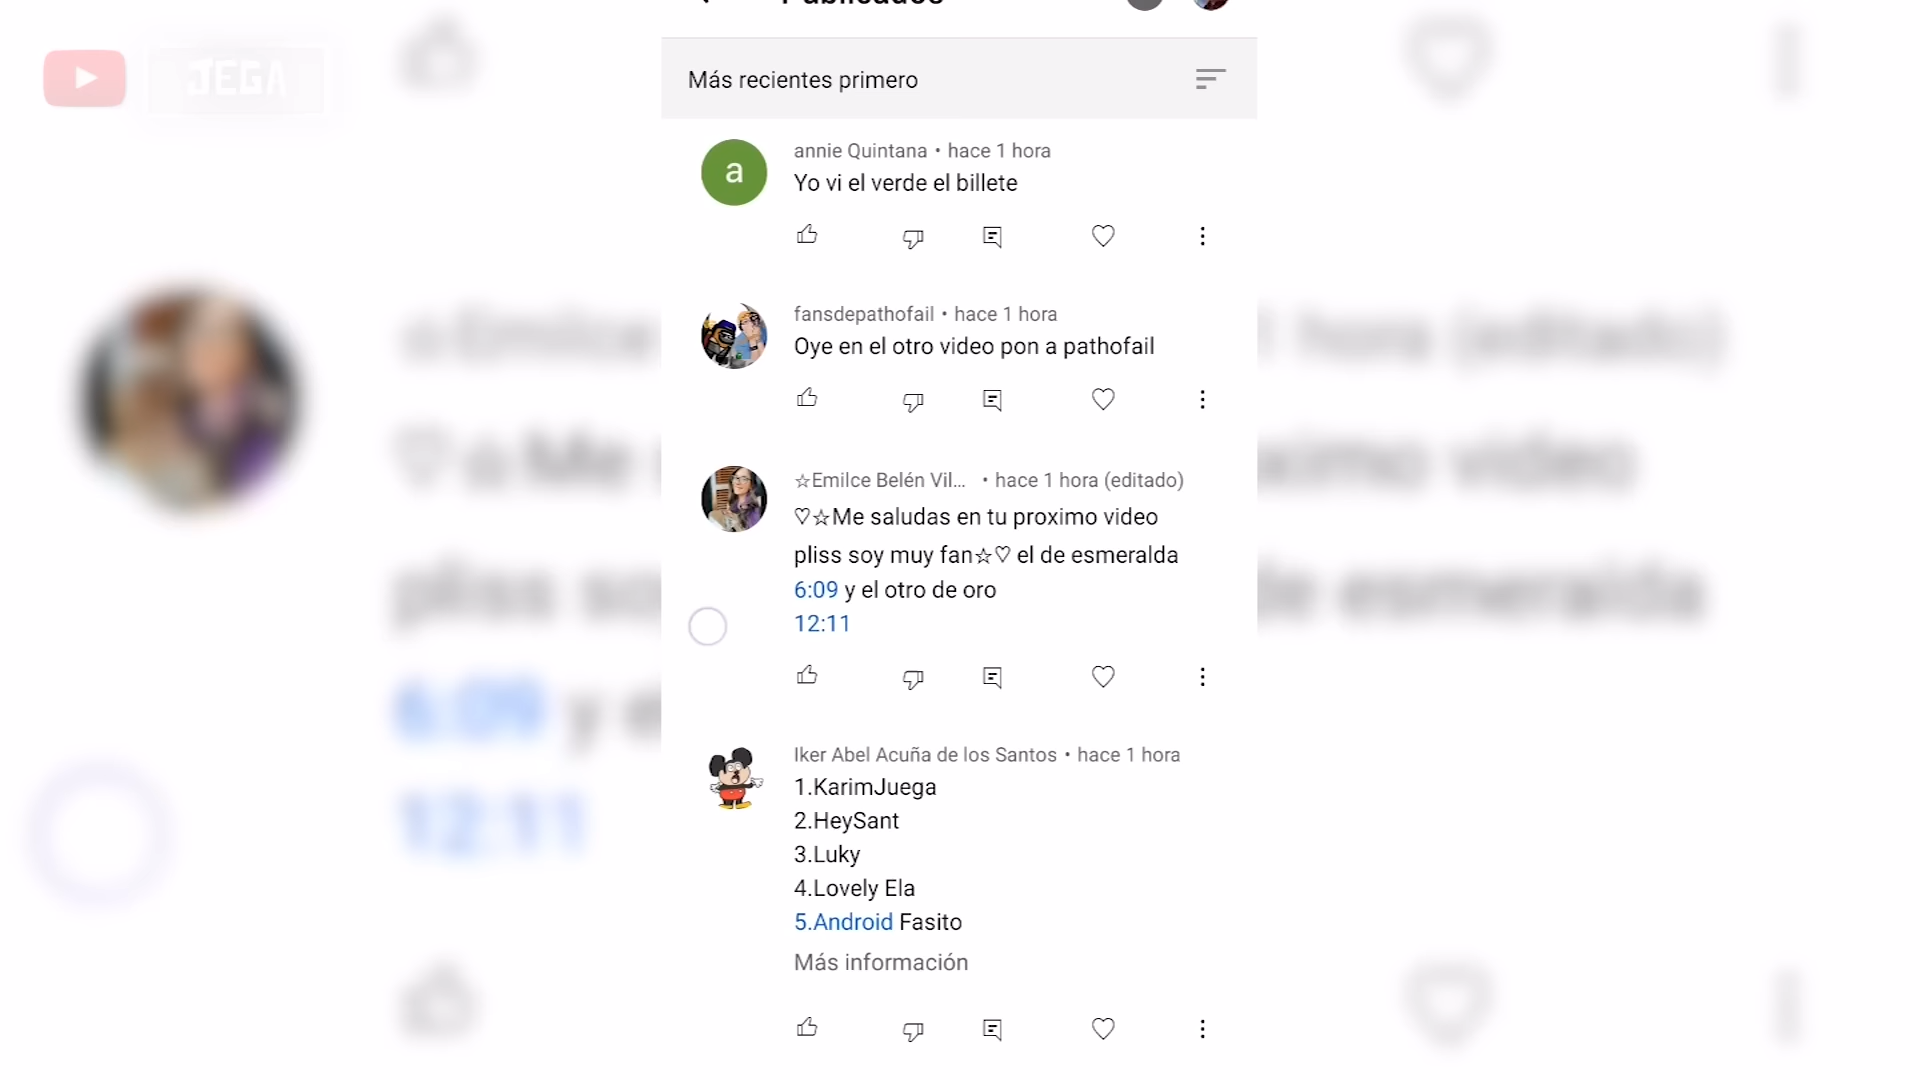 Publicados
JEGA
Más recientes primero
annie Quintana • hace 1 hora
Yo vi el verde el billete
fansdepathofail • hace 1 hora
Oye en el otro video pon a pathofail
☆Emilce Belén Vil... • hace 1 hora (editado)
♡☆Me saludas en tu proximo video
pliss soy muy fan☆♡ el de esmeralda
6:09 y el otro de oro
12:11
Iker Abel Acuña de los Santos • hace 1 hora
1.KarimJuega
2.HeySant
3.Luky
4.Lovely Ela
5.Android Fasito
Más información